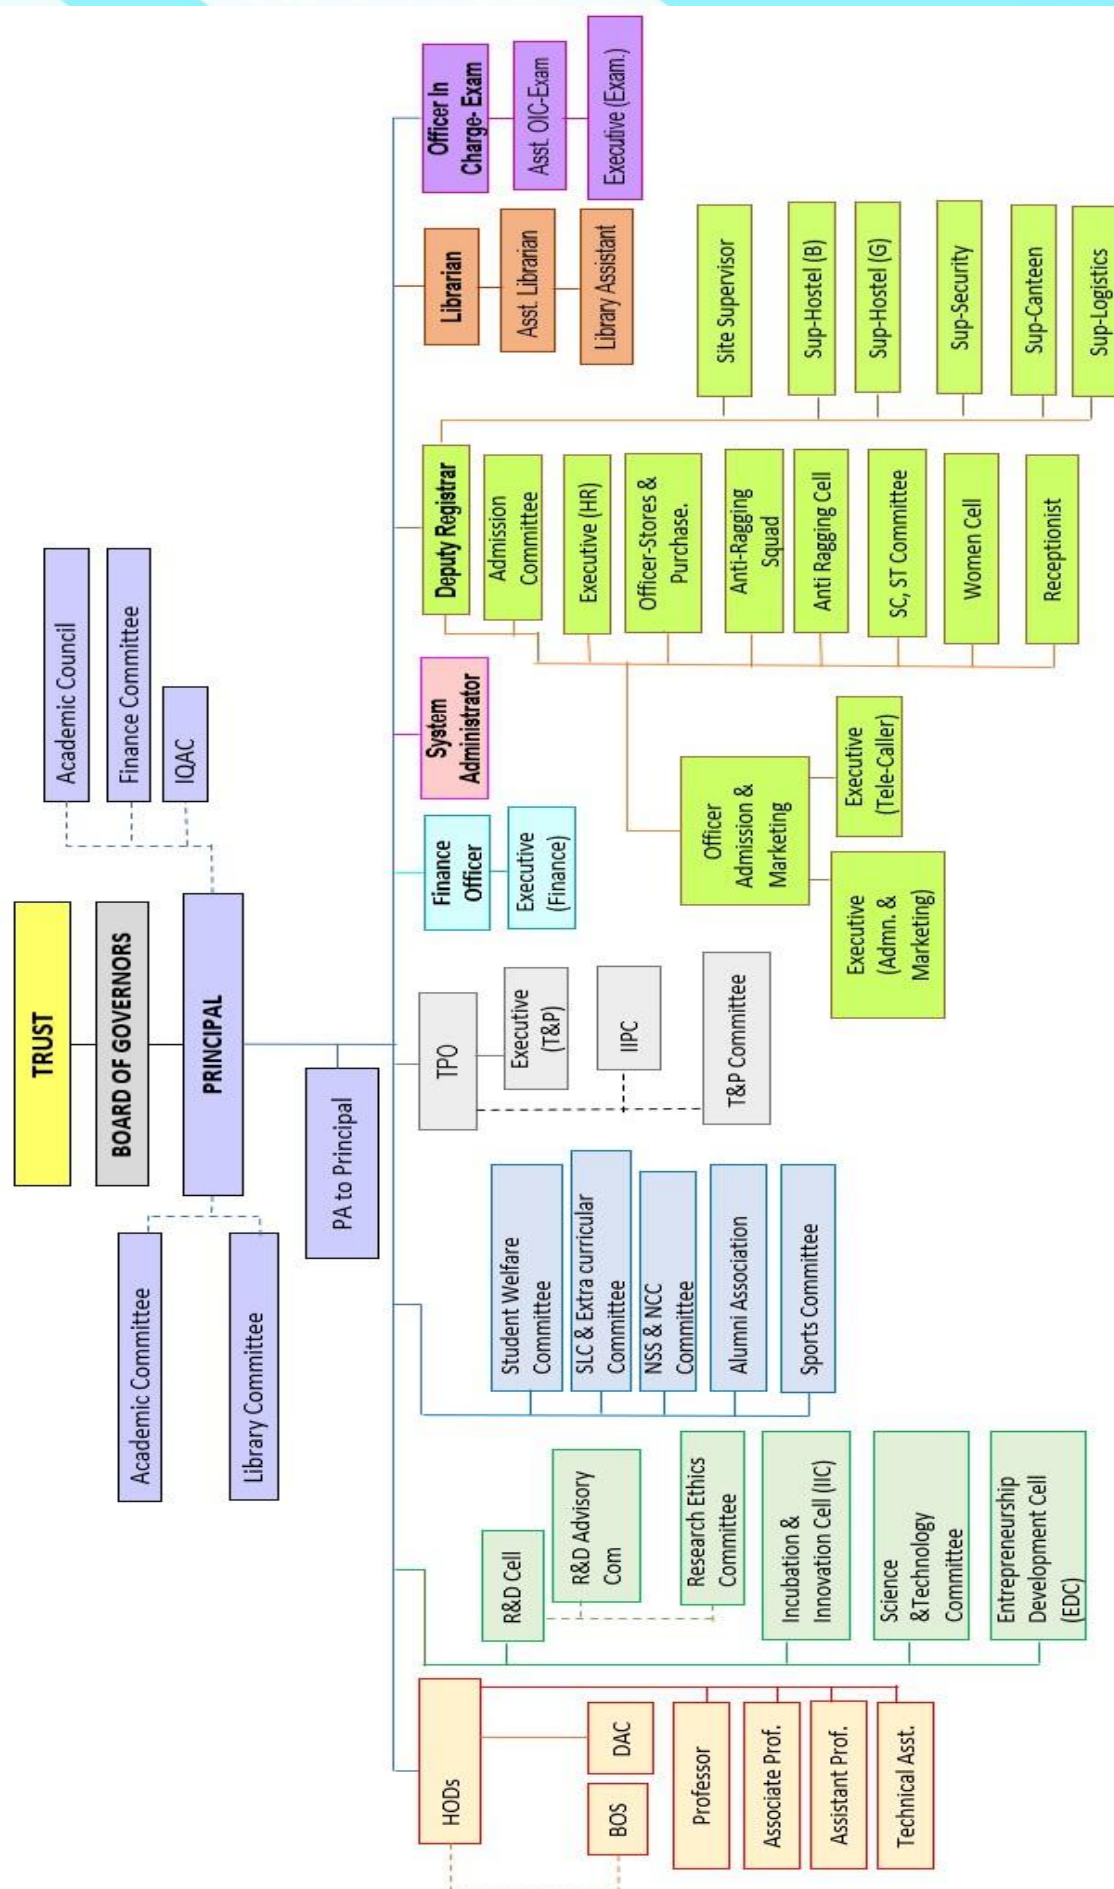 TRUST
BOARD OF GOVERNORS
PRINCIPAL
Academic Committee
Library Committee
Academic Council
Finance Committee
IQAC
PA to Principal
HODs
BOS
DAC
Professor
Associate Prof.
Assistant Prof.
Technical Asst.
R&D Cell
R&D Advisory
Com
Research Ethics
Committee
Incubation &
Innovation Cell (IIC)
Science
&Technology
Committee
Entrepreneurship
Development Cell
(EDC)
Student Welfare
Committee
SLC & Extra curricular
Committee
NSS & NCC
Committee
Alumni Association
Sports Committee
TPO
Executive
(T&P)
IIPC
T&P Committee
Finance
Officer
Executive
(Finance)
System
Administrator
Deputy Registrar
Admission
Committee
Executive (HR)
Officer-Stores &
Purchase.
Anti-Ragging
Squad
Anti Ragging Cell
SC, ST Committee
Women Cell
Receptionist
Officer
Admission &
Marketing
Executive
(Admn. &
Marketing)
Executive
(Tele-Caller)
Site Supervisor
Sup-Hostel (B)
Sup-Hostel (G)
Sup-Security
Sup-Canteen
Sup-Logistics
Librarian
Asst. Librarian
Library Assistant
Officer In
Charge- Exam
Asst. OIC-Exam
Executive (Exam.)